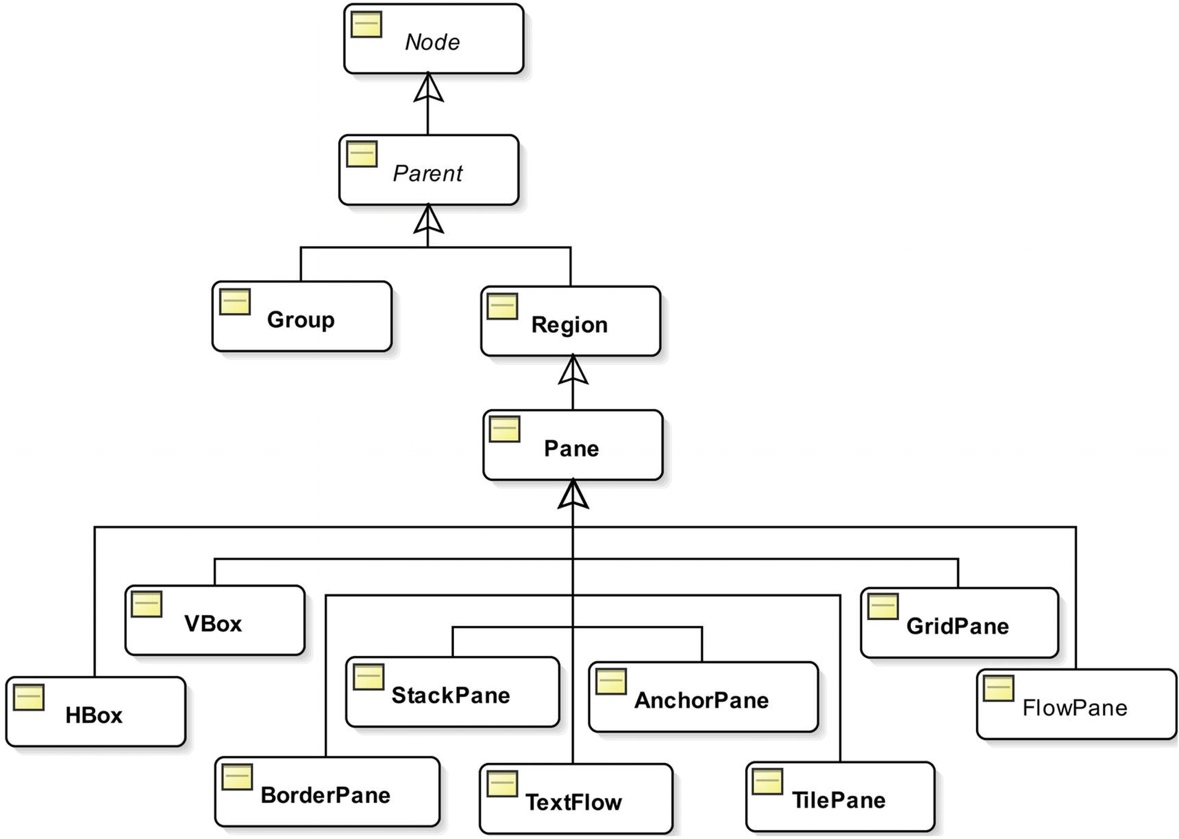 Node
Parent
Group
Region
Pane
VBox
GridPane
StackPane
AnchorPane
HBox
FlowPane
BorderPane
TextFlow
TilePane